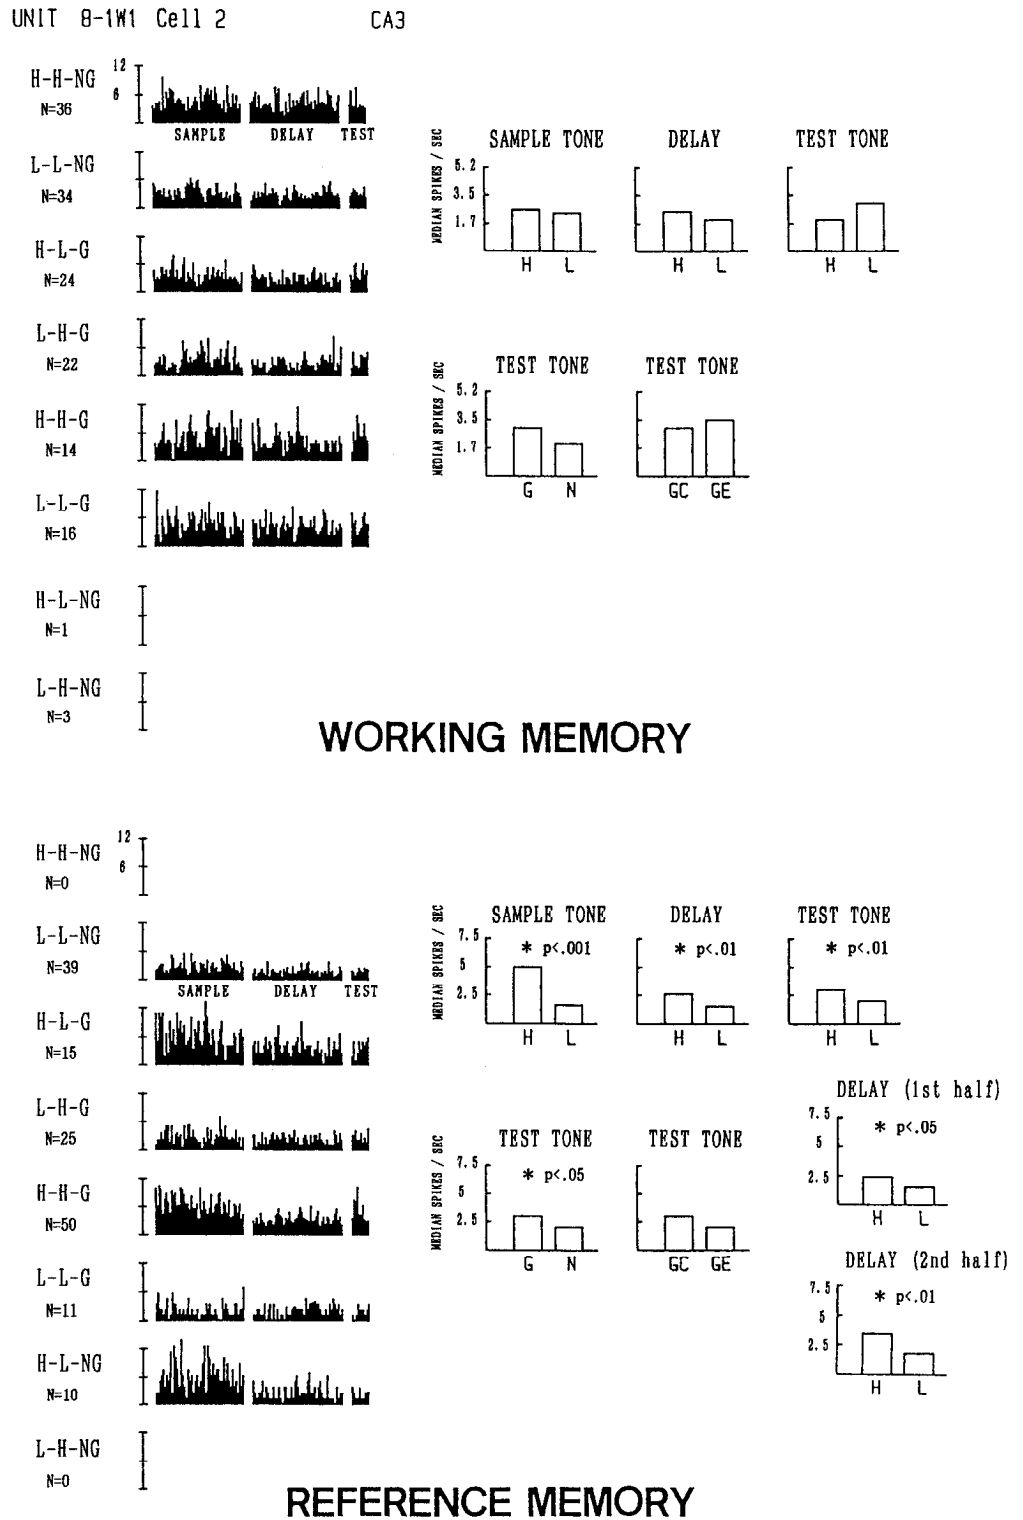 UNIT 8-1W1 Cell 2 CA3
H-H-NG
N=36
12
6
SAMPLE DELAY TEST
L-L-NG
N=34
H-L-G
N=24
L-H-G
N=22
H-H-G
N=14
L-L-G
N=16
H-L-NG
N=1
L-H-NG
N=3
MEDIAN SPIKES / SEC
5.2
3.5
1.7
SAMPLE TONE
H L
DELAY
H L
TEST TONE
H L
MEDIAN SPIKES / SEC
5.2
3.5
1.7
TEST TONE
G N
TEST TONE
GC GE
WORKING MEMORY
H-H-NG
N=0
12
6
L-L-NG
N=39
SAMPLE DELAY TEST
H-L-G
N=15
L-H-G
N=25
H-H-G
N=50
L-L-G
N=11
H-L-NG
N=10
L-H-NG
N=0
MEDIAN SPIKES / SEC
7.5
5
2.5
SAMPLE TONE
* p<.001
H L
DELAY
* p<.01
H L
TEST TONE
* p<.01
H L
MEDIAN SPIKES / SEC
7.5
5
2.5
TEST TONE
* p<.05
G N
TEST TONE
GC GE
DELAY (1st half)
7.5
5
2.5
* p<.05
H L
DELAY (2nd half)
7.5
5
2.5
* p<.01
H L
REFERENCE MEMORY